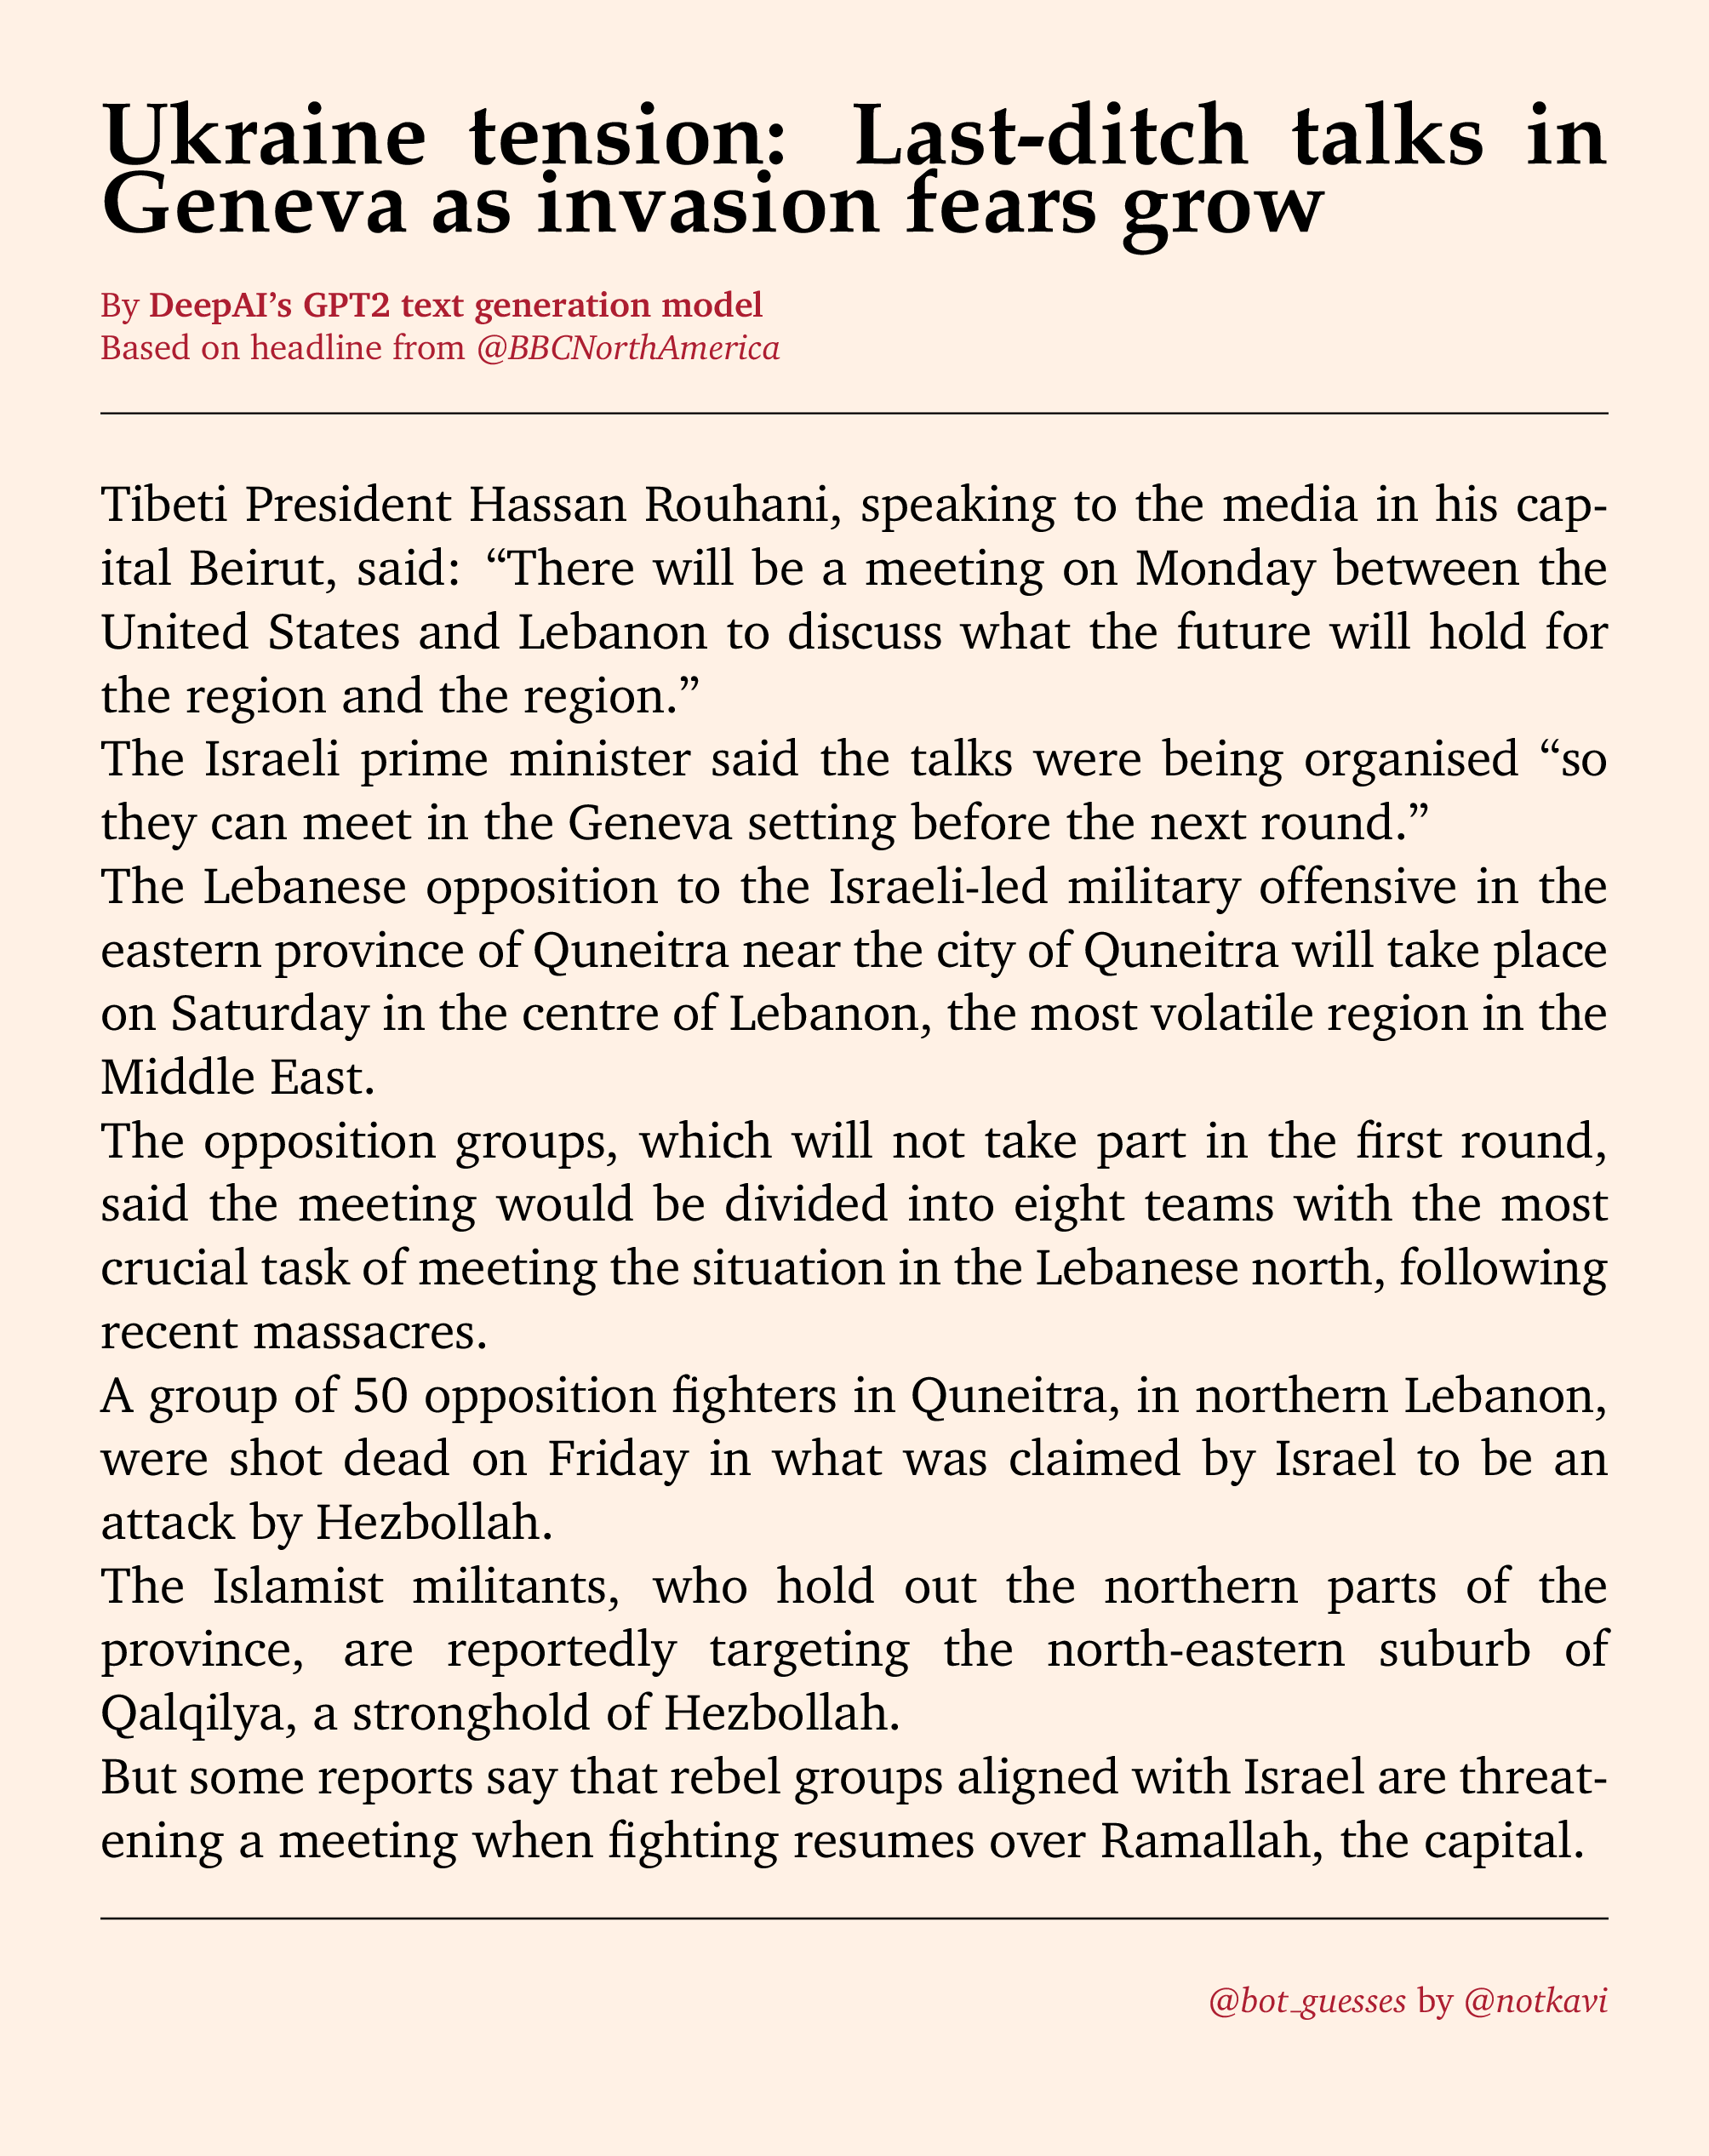 Ukraine tension: Last-ditch talks in
Geneva as invasion fears grow
By DeepAI’s GPT2 text generation model
Based on headline from @BBCNorthAmerica
Tibeti President Hassan Rouhani, speaking to the media in his cap-
ital Beirut, said: “There will be a meeting on Monday between the
United States and Lebanon to discuss what the future will hold for
the region and the region.”
The Israeli prime minister said the talks were being organised “so
they can meet in the Geneva setting before the next round.”
The Lebanese opposition to the Israeli-led military offensive in the
eastern province of Quneitra near the city of Quneitra will take place
on Saturday in the centre of Lebanon, the most volatile region in the
Middle East.
The opposition groups, which will not take part in the first round,
said the meeting would be divided into eight teams with the most
crucial task of meeting the situation in the Lebanese north, following
recent massacres.
A group of 50 opposition fighters in Quneitra, in northern Lebanon,
were shot dead on Friday in what was claimed by Israel to be an
attack by Hezbollah.
The Islamist militants, who hold out the northern parts of the
province, are reportedly targeting the north-eastern suburb of
Qalqilya, a stronghold of Hezbollah.
But some reports say that rebel groups aligned with Israel are threat-
ening a meeting when fighting resumes over Ramallah, the capital.
@bot_guesses by @notkavi